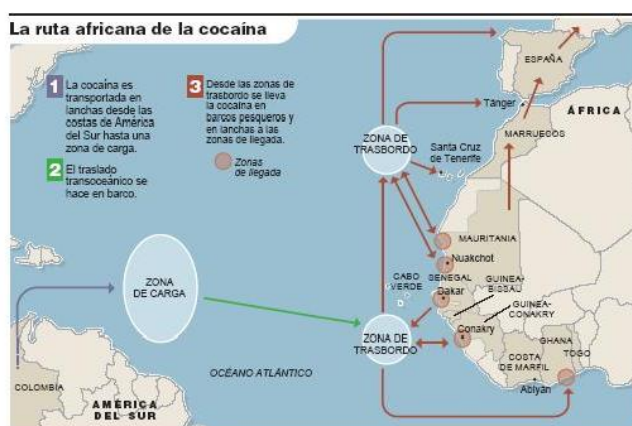 La ruta africana de la cocaína
1
La cocaína es
transportada en
lanchas desde las
costas de América
del Sur hasta una
zona de carga.
2
El traslado
transoceánico se
hace en barco.
3
Desde las zonas de
trasbordo se lleva
la cocaína en
barcos pesqueros y
en lanchas a las
zonas de llegada.
Zonas
de llegada
ESPAÑA
Tánger
ÁFRICA
MARRUECOS
ZONA DE
TRASBORDO
Santa Cruz
de Tenerife
MAURITANIA
Nuakchot
CABO
VERDE
SENEGAL
GUINEA-
BISSAU
Dakar
GUINEA-
CONAKRY
ZONA
DE CARGA
ZONA DE
TRASBORDO
Conakry
GHANA
TOGO
COSTA
DE MARFIL
Abiyán
OCÉANO ATLÁNTICO
COLOMBIA
AMÉRICA
DEL SUR